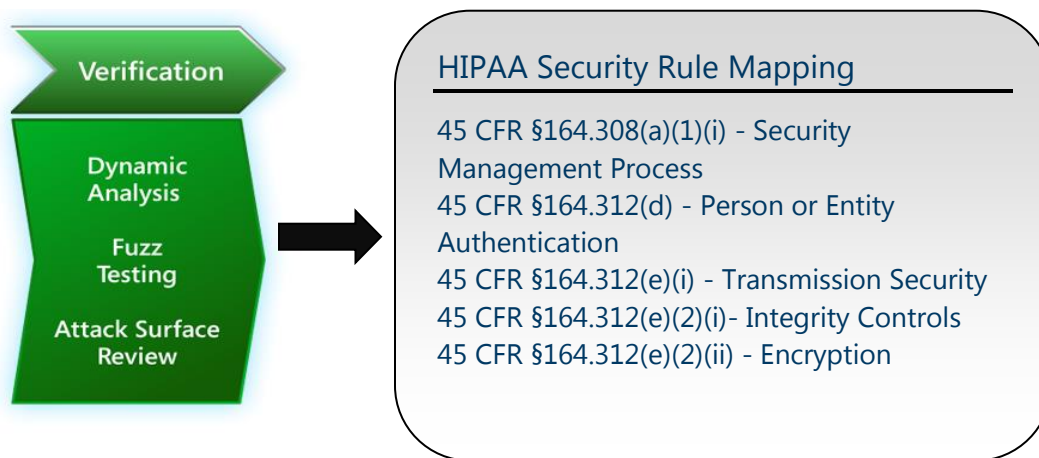 Verification
Dynamic
Analysis
Fuzz
Testing
Attack Surface
Review
HIPAA Security Rule Mapping
45 CFR §164.308(a)(1)(i) - Security
Management Process
45 CFR §164.312(d) - Person or Entity
Authentication
45 CFR §164.312(e)(i) - Transmission Security
45 CFR §164.312(e)(2)(i)- Integrity Controls
45 CFR §164.312(e)(2)(ii) - Encryption